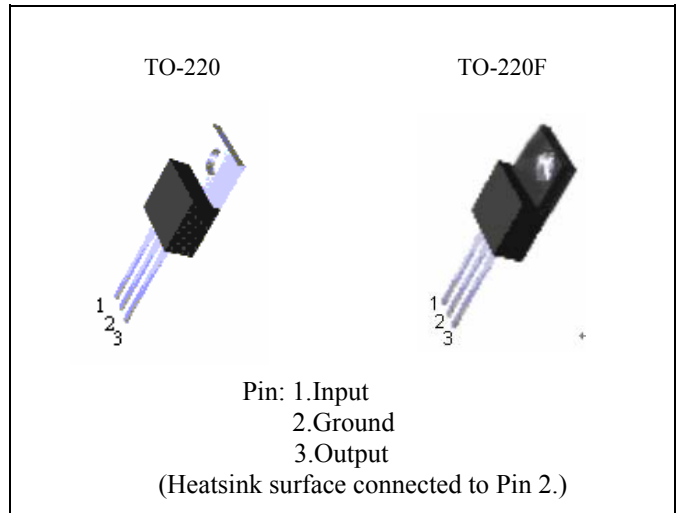 TO-220 TO-220F
1 1
2 2
3 3
Pin: 1.Input
2.Ground
3.Output
(Heatsink surface connected to Pin 2.)